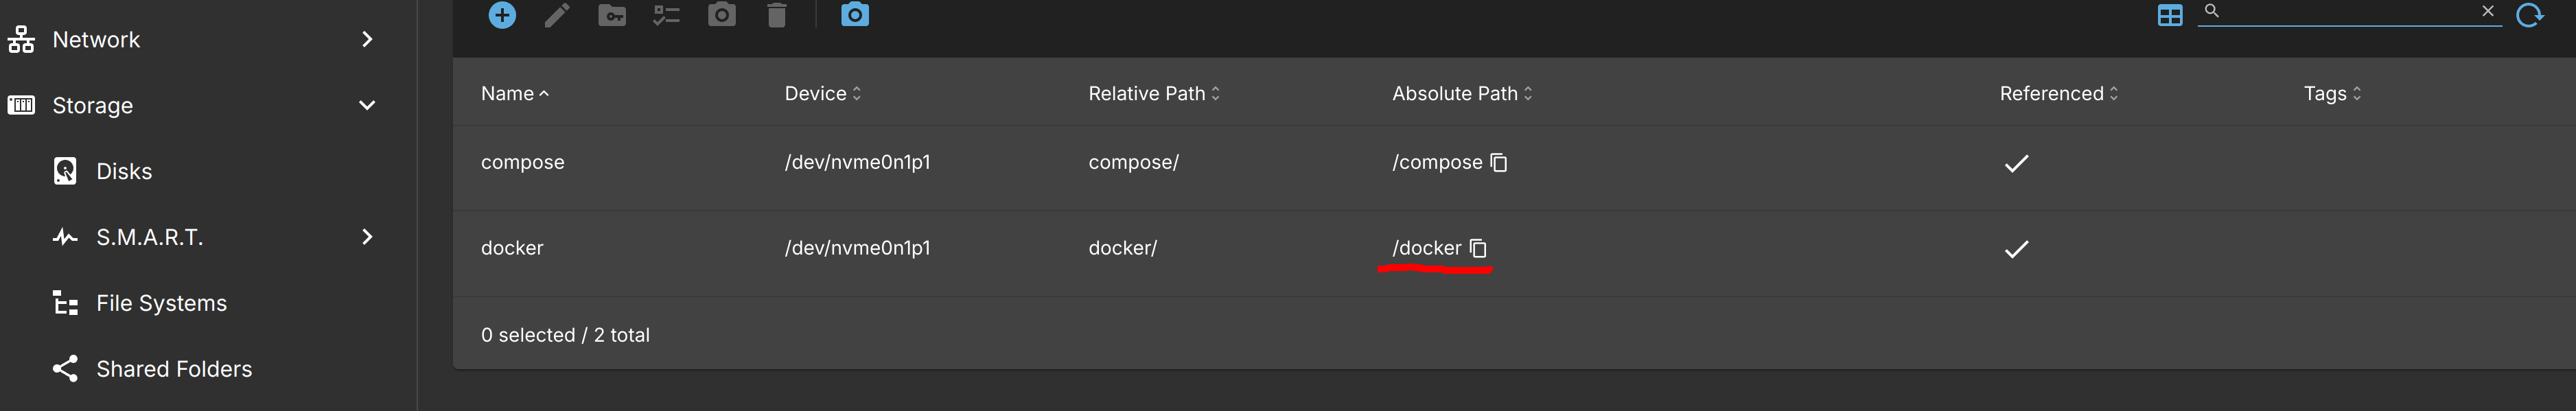 Network
Storage
Disks
S.M.A.R.T.
File Systems
Shared Folders
Name Device Relative Path Absolute Path Referenced Tags
compose /dev/nvme0n1p1 compose/ /compose
docker /dev/nvme0n1p1 docker/ /docker
0 selected / 2 total